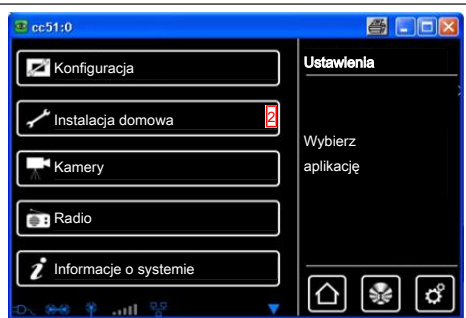 cc51:0
Konfiguracja
Instalacja domowa 2
Kamery
Radio
Informacje o systemie
Ustawienia
Wybierz
aplikację